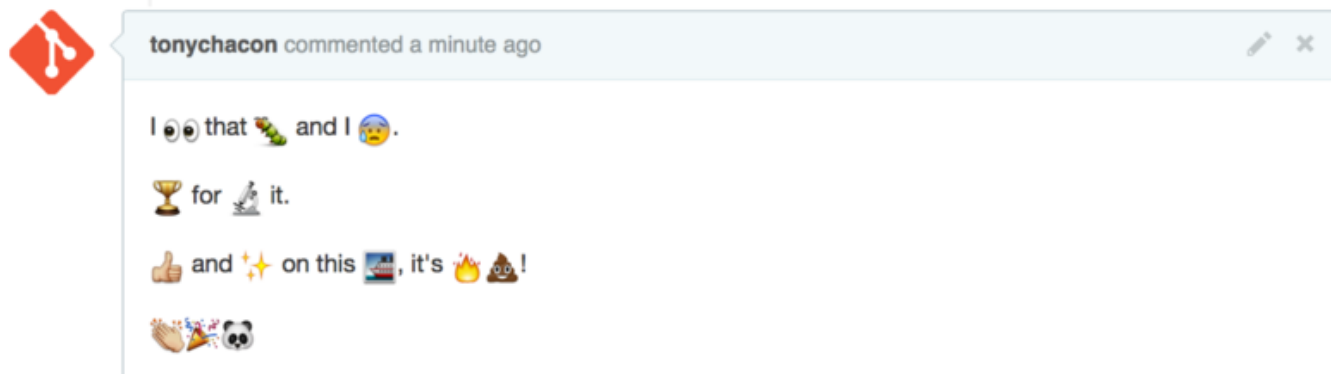 tonychacon commented a minute ago
I 👀 that 🐛 and I 😰.
🏆 for 🔬 it.
👍 and ✨ on this 🚢, it's 🔥💩!
👏🎉🐼